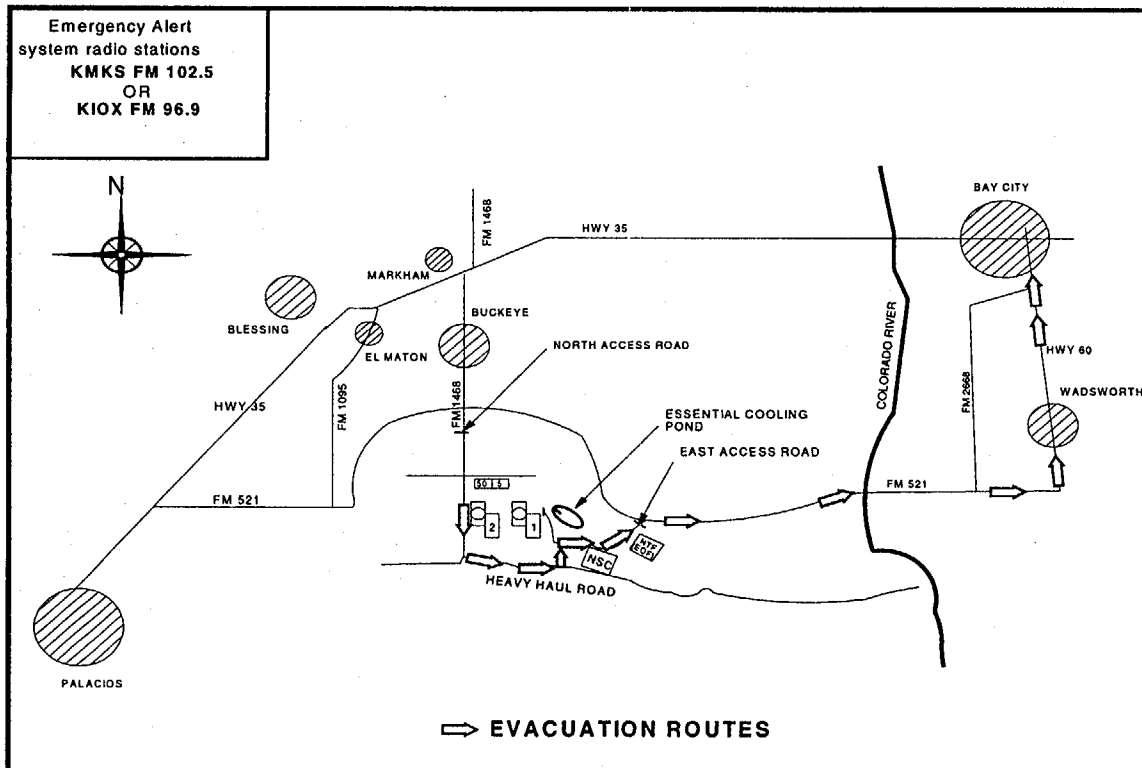 Emergency Alert
system radio stations
KMKS FM 102.5
OR
KIOX FM 96.9
N
BAY CITY
FM 1468
HWY 35
MARKHAM
BLESSING
BUCKEYE
EL MATON
NORTH ACCESS ROAD
COLORADO RIVER
HWY 60
HWY 35
FM 1095
FM 1468
FM 2668
WADSWORTH
ESSENTIAL COOLING
POND
EAST ACCESS ROAD
FM 521
FM 521
2
1
NSC
HEAVY HAUL ROAD
PALACIOS
EVACUATION ROUTES